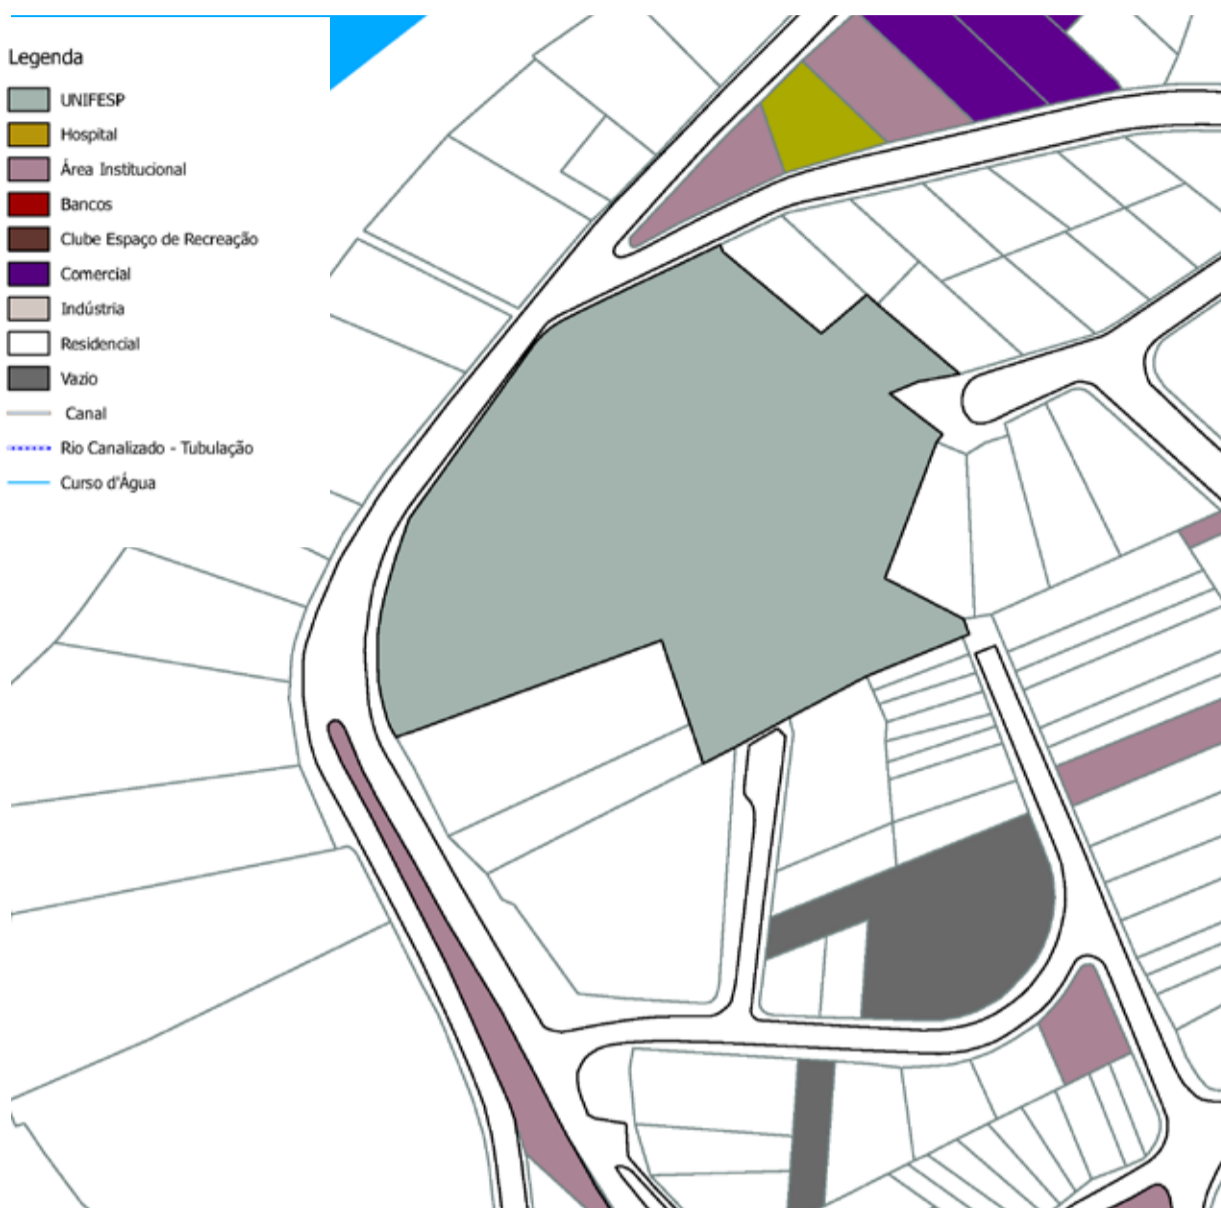 Legenda
UNIFESP
Hospital
Área Institucional
Bancos
Clube Espaço de Recreação
Comercial
Indústria
Residencial
Vazio
Canal
Rio Canalizado - Tubulação
Curso d'Água